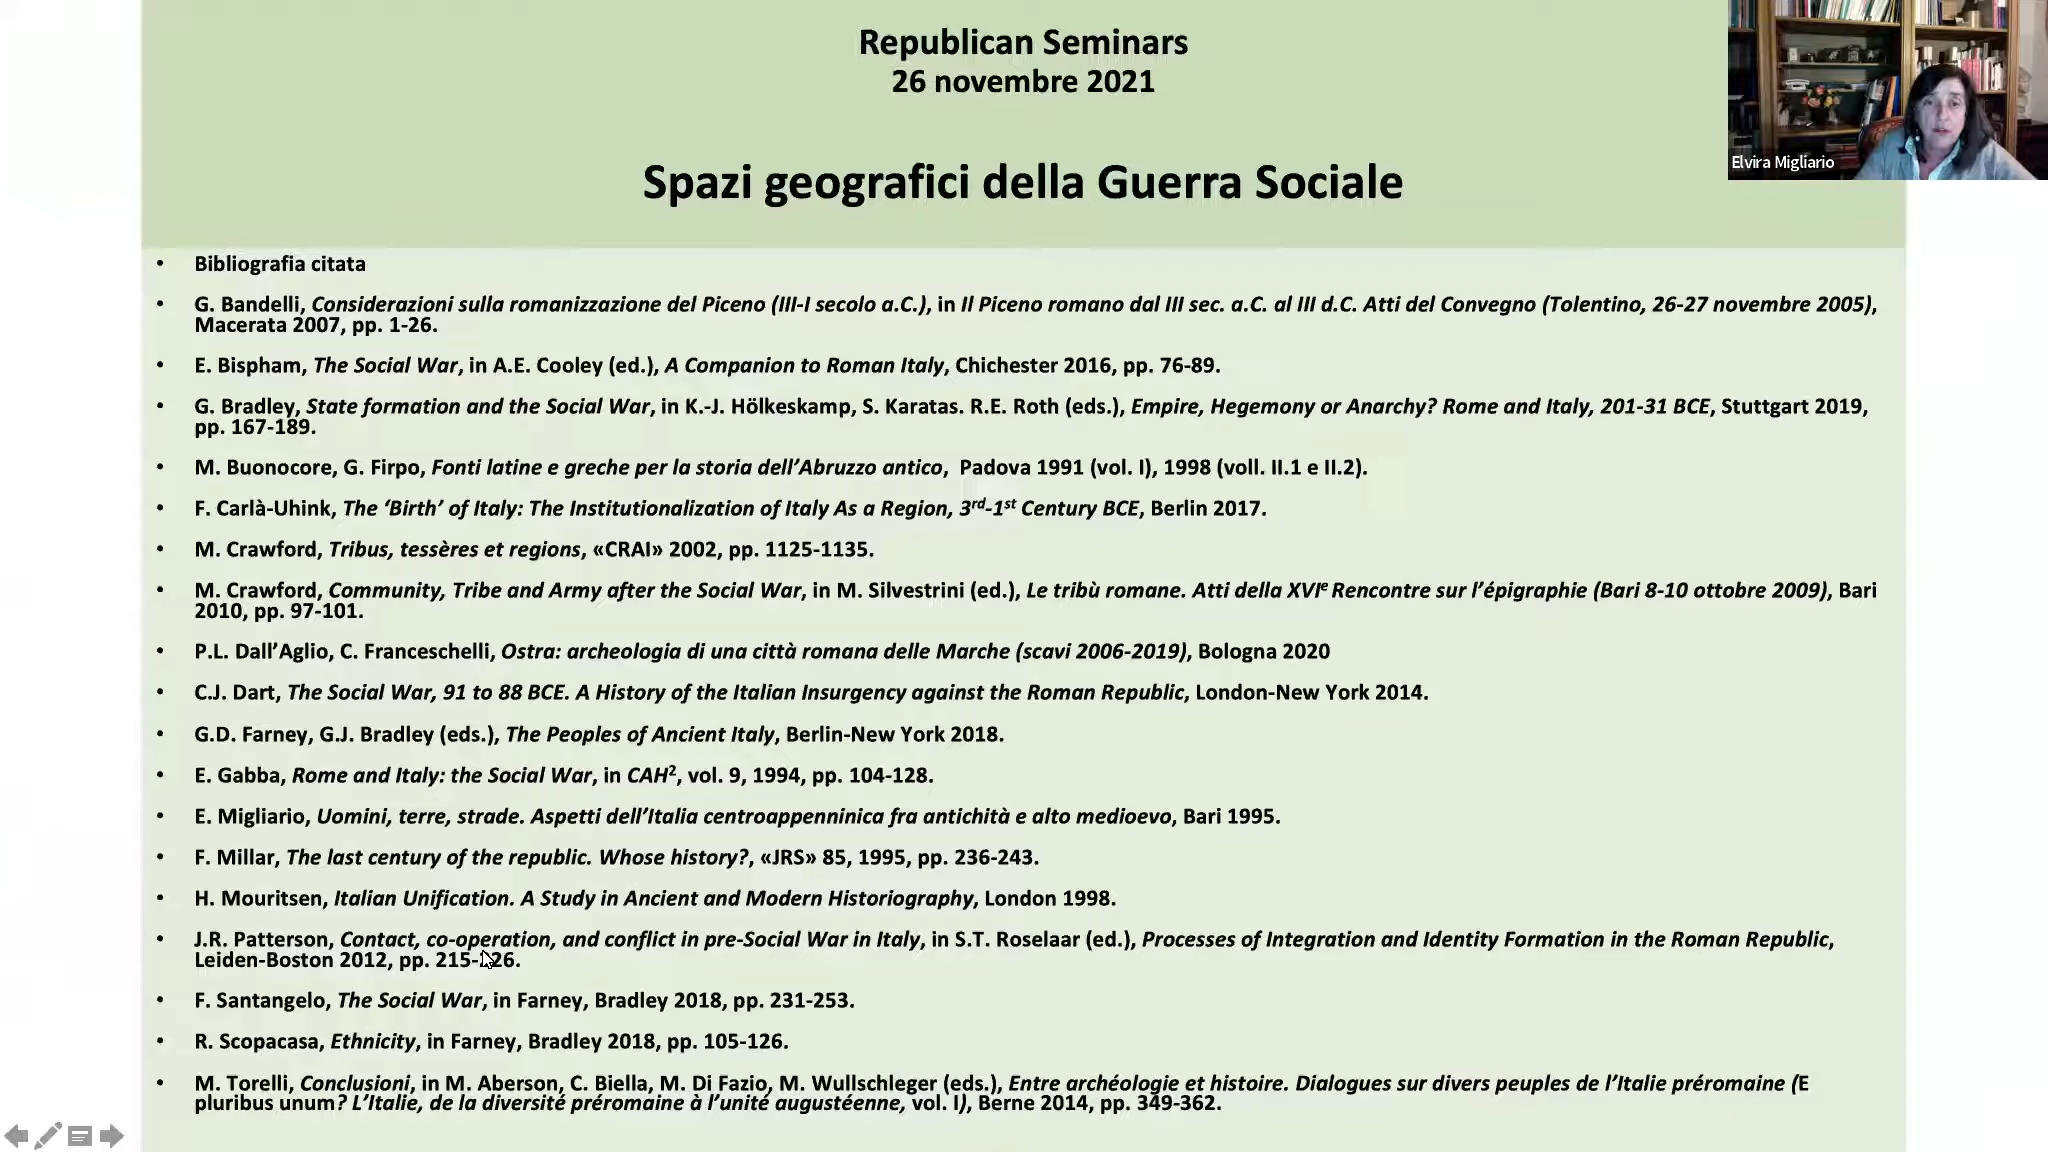 Republican Seminars
26 novembre 2021
Spazi geografici della Guerra Sociale
Elvira Migliario
• Bibliografia citata
• G. Bandelli, Considerazioni sulla romanizzazione del Piceno (III-I secolo a.C.), in Il Piceno romano dal III sec. a.C. al III d.C. Atti del Convegno (Tolentino, 26-27 novembre 2005),
Macerata 2007, pp. 1-26.
• E. Bispham, The Social War, in A.E. Cooley (ed.), A Companion to Roman Italy, Chichester 2016, pp. 76-89.
• G. Bradley, State formation and the Social War, in K.-J. Hölkeskamp, S. Karatas. R.E. Roth (eds.), Empire, Hegemony or Anarchy? Rome and Italy, 201-31 BCE, Stuttgart 2019,
pp. 167-189.
• M. Buonocore, G. Firpo, Fonti latine e greche per la storia dell’Abruzzo antico, Padova 1991 (vol. I), 1998 (voll. II.1 e II.2).
• F. Carlà-Uhink, The ‘Birth’ of Italy: The Institutionalization of Italy As a Region, 3rd-1st Century BCE, Berlin 2017.
• M. Crawford, Tribus, tessères et regions, «CRAI» 2002, pp. 1125-1135.
• M. Crawford, Community, Tribe and Army after the Social War, in M. Silvestrini (ed.), Le tribù romane. Atti della XVIe Rencontre sur l’épigraphie (Bari 8-10 ottobre 2009), Bari
2010, pp. 97-101.
• P.L. Dall’Aglio, C. Franceschelli, Ostra: archeologia di una città romana delle Marche (scavi 2006-2019), Bologna 2020
• C.J. Dart, The Social War, 91 to 88 BCE. A History of the Italian Insurgency against the Roman Republic, London-New York 2014.
• G.D. Farney, G.J. Bradley (eds.), The Peoples of Ancient Italy, Berlin-New York 2018.
• E. Gabba, Rome and Italy: the Social War, in CAH2, vol. 9, 1994, pp. 104-128.
• E. Migliario, Uomini, terre, strade. Aspetti dell’Italia centroappenninica fra antichità e alto medioevo, Bari 1995.
• F. Millar, The last century of the republic. Whose history?, «JRS» 85, 1995, pp. 236-243.
• H. Mouritsen, Italian Unification. A Study in Ancient and Modern Historiography, London 1998.
• J.R. Patterson, Contact, co-operation, and conflict in pre-Social War in Italy, in S.T. Roselaar (ed.), Processes of Integration and Identity Formation in the Roman Republic,
Leiden-Boston 2012, pp.
• F. Santangelo, The Social War, in Farney, Bradley 2018, pp. 231-253.
• R. Scopacasa, Ethnicity, in Farney, Bradley 2018, pp. 105-126.
• M. Torelli, Conclusioni, in M. Aberson, C. Biella, M. Di Fazio, M. Wullschleger (eds.), Entre archéologie et histoire. Dialogues sur divers peuples de l’Italie préromaine (E
pluribus unum? L’Italie, de la diversité préromaine à l’unité augustéenne, vol. I), Berne 2014, pp. 349-362.